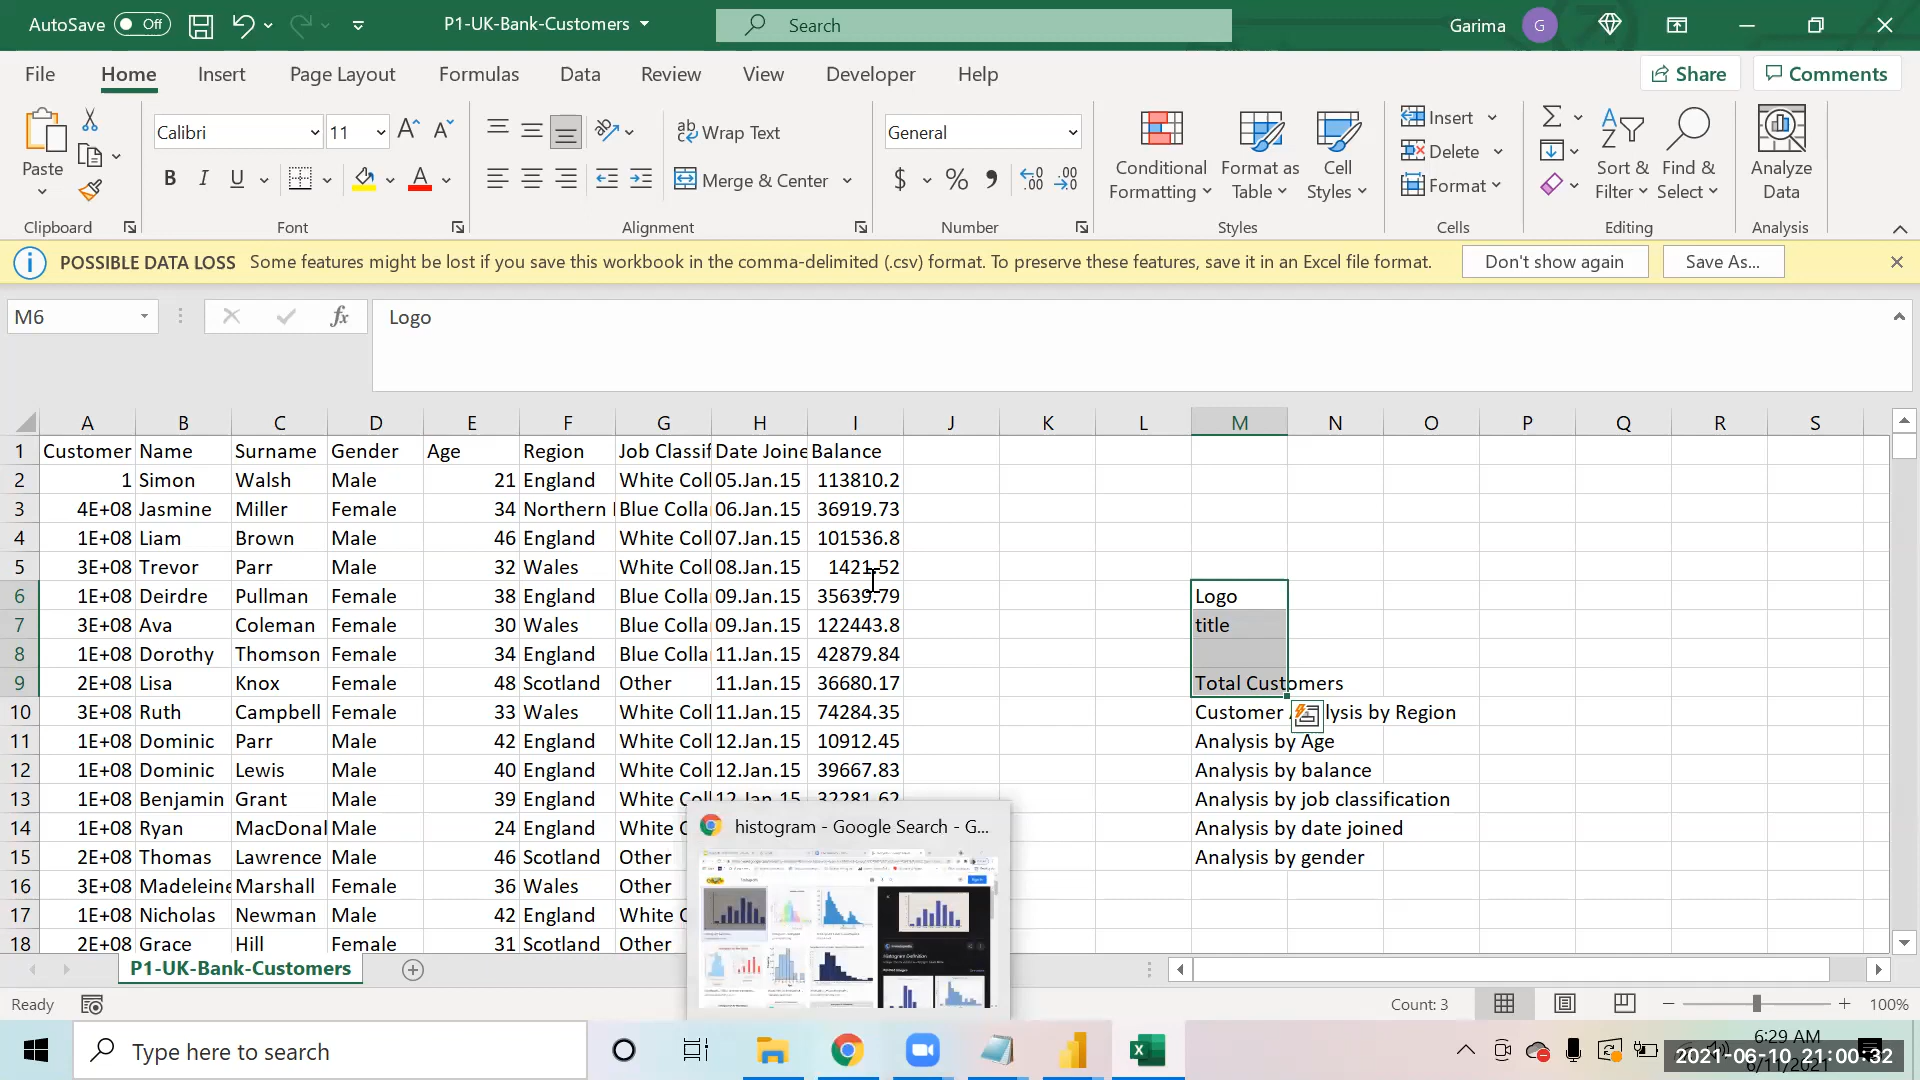 AutoSave Off P1-UK-Bank-Customers Search Garima G
File Home Insert Page Layout Formulas Data Review View Developer Help Share Comments
Paste Calibri 11 Wrap Text General Conditional Formatting Format as Table Cell Styles Insert Sort & Filter Find & Select Analyze Data
B I U Merge & Center $ % Delete
Format
Clipboard Font Alignment Number Styles Cells Editing Analysis
POSSIBLE DATA LOSS Some features might be lost if you save this workbook in the comma-delimited (.csv) format. To preserve these features, save it in an Excel file format. Don't show again Save As...
M6 fx Logo
A B C D E F G H I J K L M N O P Q R S
1 Customer Name Surname Gender Age Region Job Classif Date Joine Balance
2 1 Simon Walsh Male 21 England White Coll 05.Jan.15 113810.2
3 4E+08 Jasmine Miller Female 34 Northern Blue Colla 06.Jan.15 36919.73
4 1E+08 Liam Brown Male 46 England White Coll 07.Jan.15 101536.8
5 3E+08 Trevor Parr Male 32 Wales White Coll 08.Jan.15 1421.52
6 1E+08 Deirdre Pullman Female 38 England Blue Colla 09.Jan.15 35639.79 Logo
7 3E+08 Ava Coleman Female 30 Wales Blue Colla 09.Jan.15 122443.8 title
8 1E+08 Dorothy Thomson Female 34 England Blue Colla 11.Jan.15 42879.84
9 2E+08 Lisa Knox Female 48 Scotland Other 11.Jan.15 36680.17 Total Customers
10 3E+08 Ruth Campbell Female 33 Wales White Coll 11.Jan.15 74284.35 Customer lysis by Region
11 1E+08 Dominic Parr Male 42 England White Coll 12.Jan.15 10912.45 Analysis by Age
12 1E+08 Dominic Lewis Male 40 England White Coll 12.Jan.15 39667.83 Analysis by balance
13 1E+08 Benjamin Grant Male 39 England White Coll 12.Jan.15 32281.62 Analysis by job classification
14 1E+08 Ryan MacDonal Male 24 England White C Analysis by date joined
15 2E+08 Thomas Lawrence Male 46 Scotland Other Analysis by gender
16 3E+08 Madeleine Marshall Female 36 Wales Other
17 1E+08 Nicholas Newman Male 42 England White C
18 2E+08 Grace Hill Female 31 Scotland Other
histogram - Google Search - G...
P1-UK-Bank-Customers
Ready Count: 3 100%
Type here to search 6:29 AM
2021-06-10 21:00:32